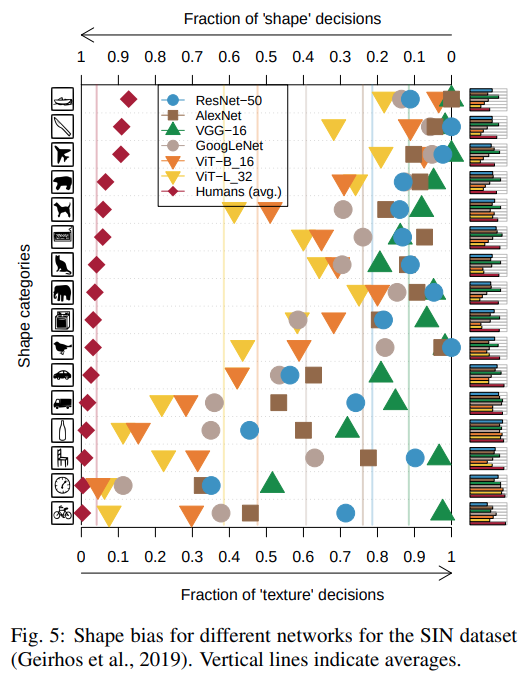 Fraction of 'shape' decisions
1 0.9 0.8 0.7 0.6 0.5 0.4 0.3 0.2 0.1 0
ResNet−50
AlexNet
VGG−16
GoogLeNet
ViT−B_16
ViT−L_32
Humans (avg.)
Shape categories
0 0.1 0.2 0.3 0.4 0.5 0.6 0.7 0.8 0.9 1
Fraction of 'texture' decisions
Fig. 5: Shape bias for different networks for the SIN dataset
(Geirhos et al., 2019). Vertical lines indicate averages.